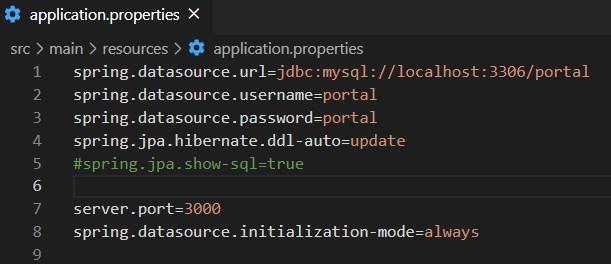 application.properties
src > main > resources > application.properties
1 spring.datasource.url=jdbc:mysql://localhost:3306/portal
2 spring.datasource.username=portal
3 spring.datasource.password=portal
4 spring.jpa.hibernate.ddl-auto=update
5 #spring.jpa.show-sql=true
6
7 server.port=3000
8 spring.datasource.initialization-mode=always
9